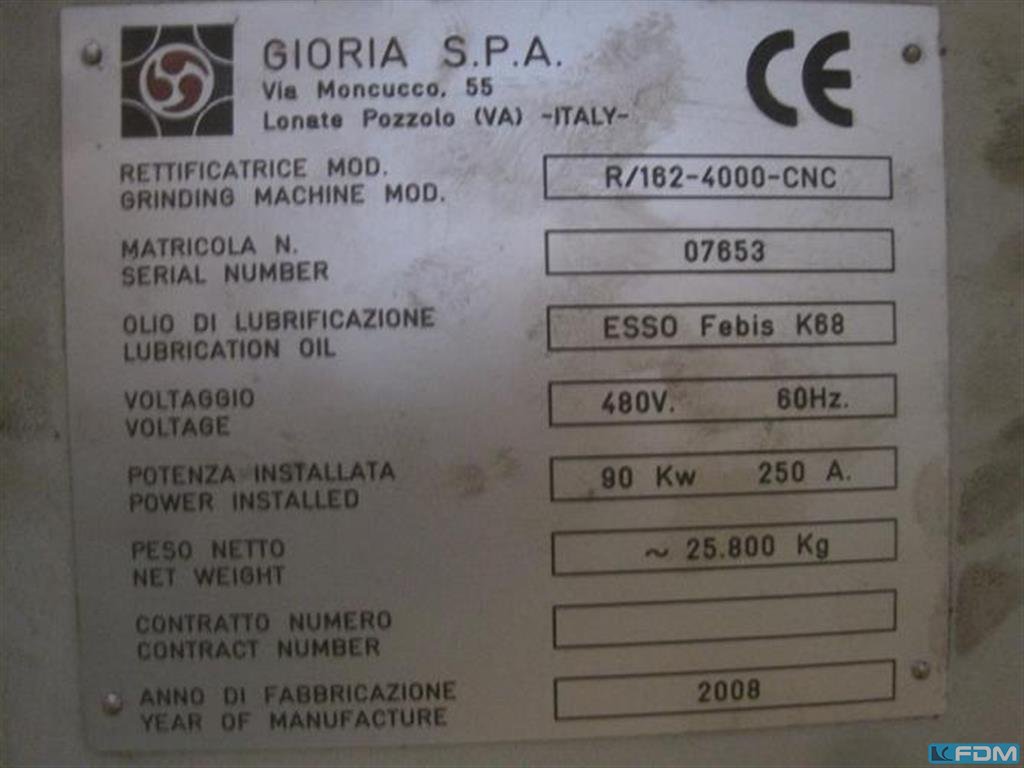 GIORIA S.P.A.
Via Moncucco, 55
Lonate Pozzolo (VA) -ITALY-
CE
RETTIFICATRICE MOD.
GRINDING MACHINE MOD.
R/162-4000-CNC
MATRICOLA N.
SERIAL NUMBER
07653
OLIO DI LUBRIFICAZIONE
LUBRICATION OIL
ESSO Febis K68
VOLTAGGIO
VOLTAGE
480V. 60Hz.
POTENZA INSTALLATA
POWER INSTALLED
90 Kw 250 A.
PESO NETTO
NET WEIGHT
~ 25.800 Kg
CONTRATTO NUMERO
CONTRACT NUMBER
ANNO DI FABBRICAZIONE
YEAR OF MANUFACTURE
2008
FDM